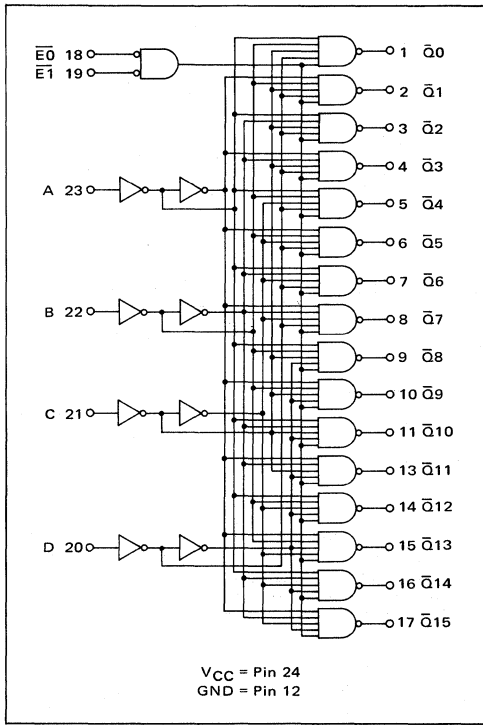 E̅0̅ 18
E̅1̅ 19
1 Q̅0
2 Q̅1
3 Q̅2
4 Q̅3
A 23
5 Q̅4
6 Q̅5
7 Q̅6
B 22
8 Q̅7
9 Q̅8
10 Q̅9
C 21
11 Q̅10
13 Q̅11
14 Q̅12
D 20
15 Q̅13
16 Q̅14
17 Q̅15
VCC = Pin 24
GND = Pin 12